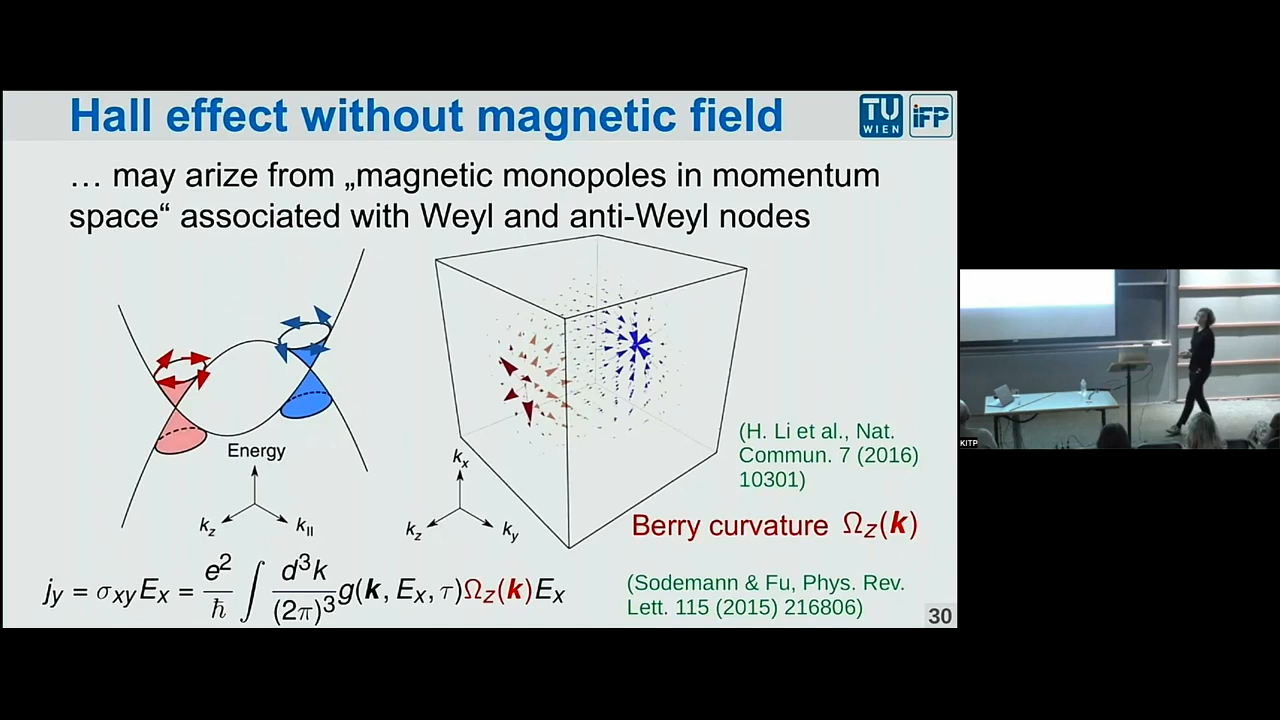 Hall effect without magnetic field
TU
WIEN
iFP
… may arize from „magnetic monopoles in momentum
space“ associated with Weyl and anti-Weyl nodes
Energy
k_z
k_II
k_x
k_z
k_y
(H. Li et al., Nat.
Commun. 7 (2016)
10301)
Berry curvature Ω_z(k)
j_y = σ_xy E_x = e²/ħ ∫ d³k/(2π)³ g(k, E_x, τ)Ω_z(k)E_x
(Sodemann & Fu, Phys. Rev.
Lett. 115 (2015) 216806)
30
KITP